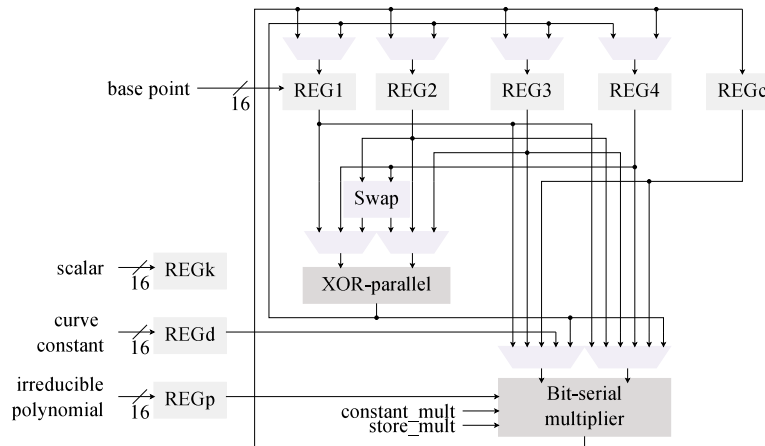 REG1 REG2 REG3 REG4 REGc
base point
16
Swap
XOR-parallel
scalar
16
REGk
curve
constant
16
REGd
irreducible
polynomial
16
REGp
constant_mult
store_mult
Bit-serial
multiplier